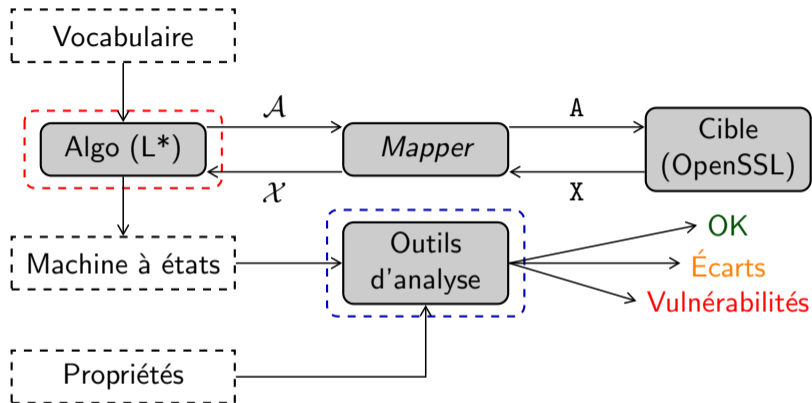 Vocabulaire
𝒜
A
Algo (L*)
Mapper
Cible
(OpenSSL)
𝒳
X
Machine à états
Outils
d'analyse
OK
Écarts
Vulnérabilités
Propriétés